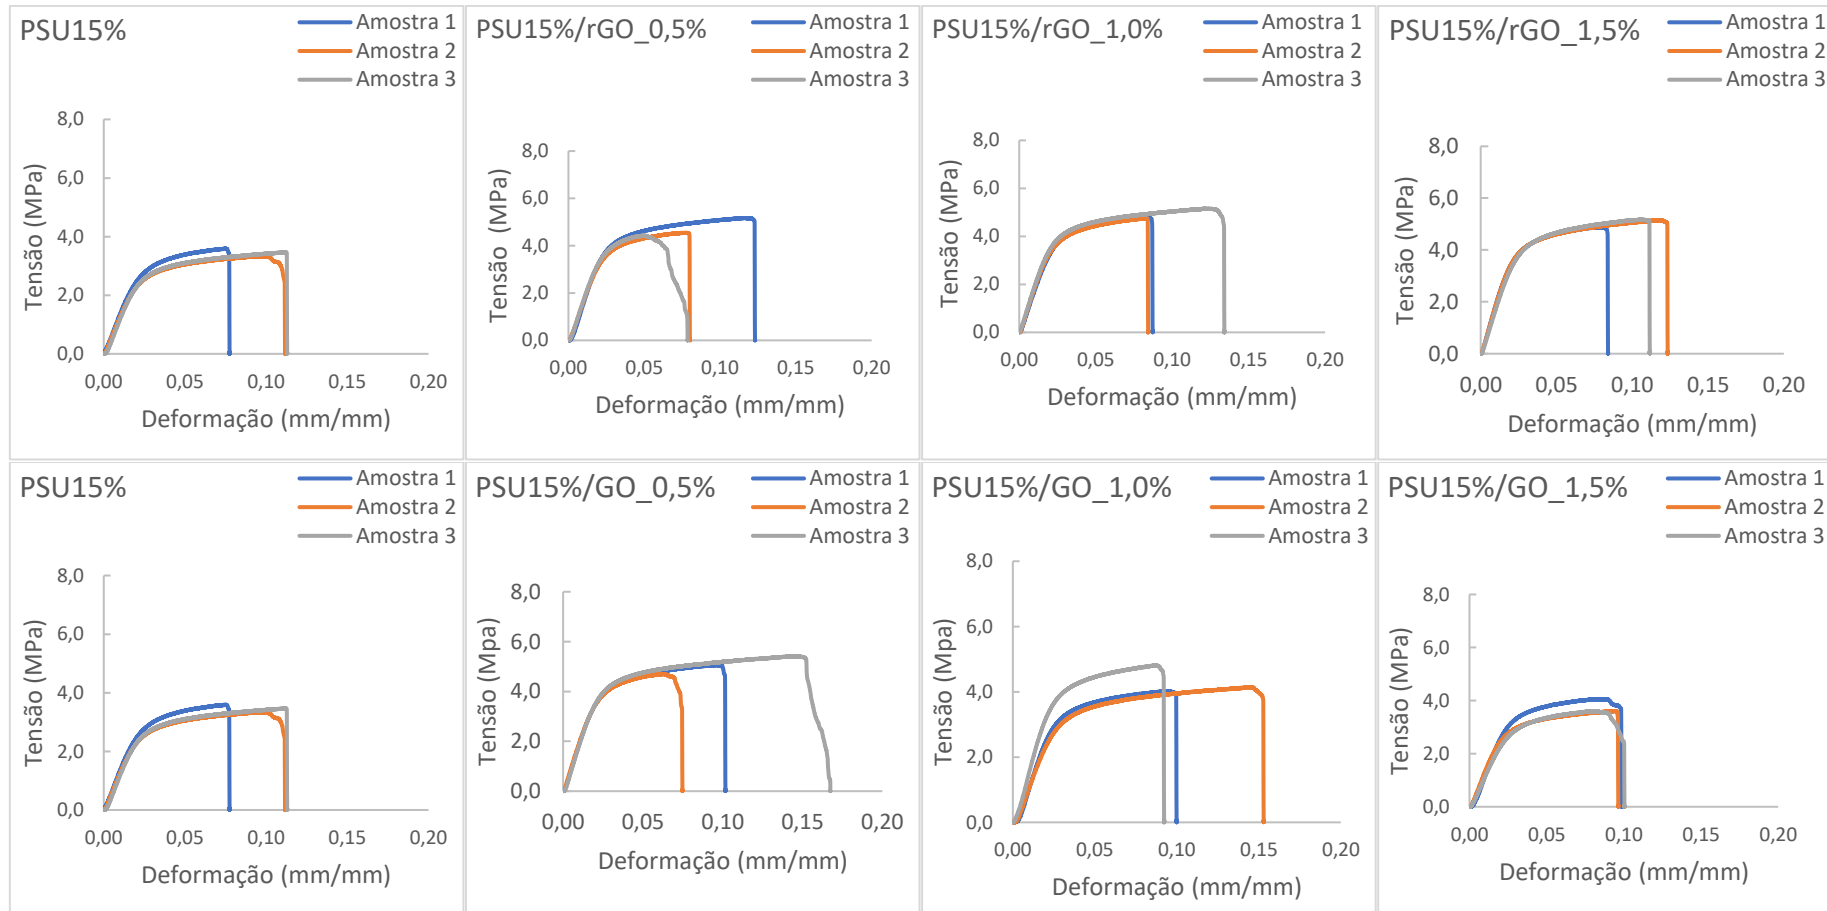 PSU15%
Amostra 1
Amostra 2
Amostra 3
Tensão (MPa)
8,0
6,0
4,0
2,0
0,0
0,00 0,05 0,10 0,15 0,20
Deformação (mm/mm)
PSU15%/rGO_0,5%
Amostra 1
Amostra 2
Amostra 3
Tensão (MPa)
8,0
6,0
4,0
2,0
0,0
0,00 0,05 0,10 0,15 0,20
Deformação (mm/mm)
PSU15%/rGO_1,0%
Amostra 1
Amostra 2
Amostra 3
Tensão (MPa)
8,0
6,0
4,0
2,0
0,0
0,00 0,05 0,10 0,15 0,20
Deformação (mm/mm)
PSU15%/rGO_1,5%
Amostra 1
Amostra 2
Amostra 3
Tensão (MPa)
8,0
6,0
4,0
2,0
0,0
0,00 0,05 0,10 0,15 0,20
Deformação (mm/mm)
PSU15%
Amostra 1
Amostra 2
Amostra 3
Tensão (MPa)
8,0
6,0
4,0
2,0
0,0
0,00 0,05 0,10 0,15 0,20
Deformação (mm/mm)
PSU15%/GO_0,5%
Amostra 1
Amostra 2
Amostra 3
Tensão (Mpa)
8,0
6,0
4,0
2,0
0,0
0,00 0,05 0,10 0,15 0,20
Deformação (mm/mm)
PSU15%/GO_1,0%
Amostra 1
Amostra 2
Amostra 3
Tensão (MPa)
8,0
6,0
4,0
2,0
0,0
0,00 0,05 0,10 0,15 0,20
Deformação (mm/mm)
PSU15%/GO_1,5%
Amostra 1
Amostra 2
Amostra 3
Tensão (MPa)
8,0
6,0
4,0
2,0
0,0
0,00 0,05 0,10 0,15 0,20
Deformação (mm/mm)